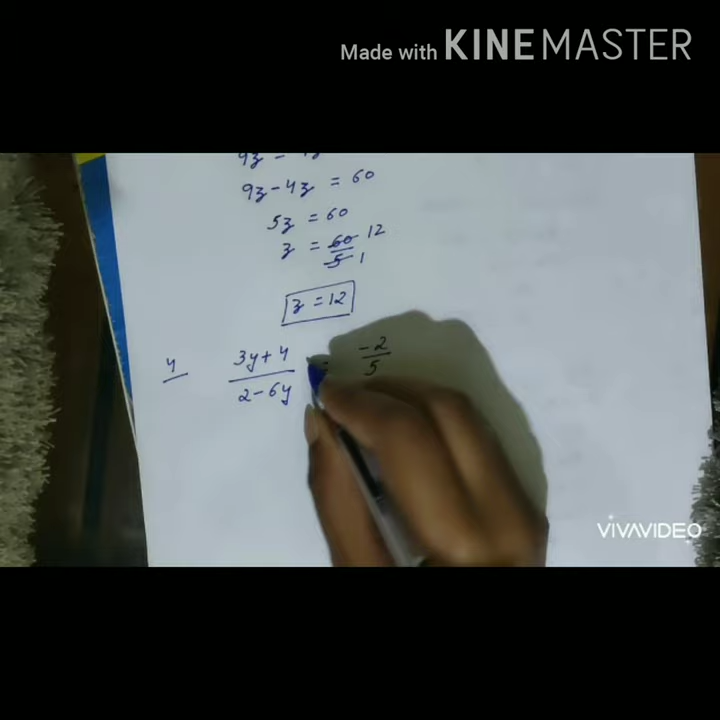 Made with KINEMASTER
9z - 4z = 60
5z = 60
z = 60/5 12 1
z = 12
4 (3y+4)/(2-6y) = -2/5
VIVAVIDEO